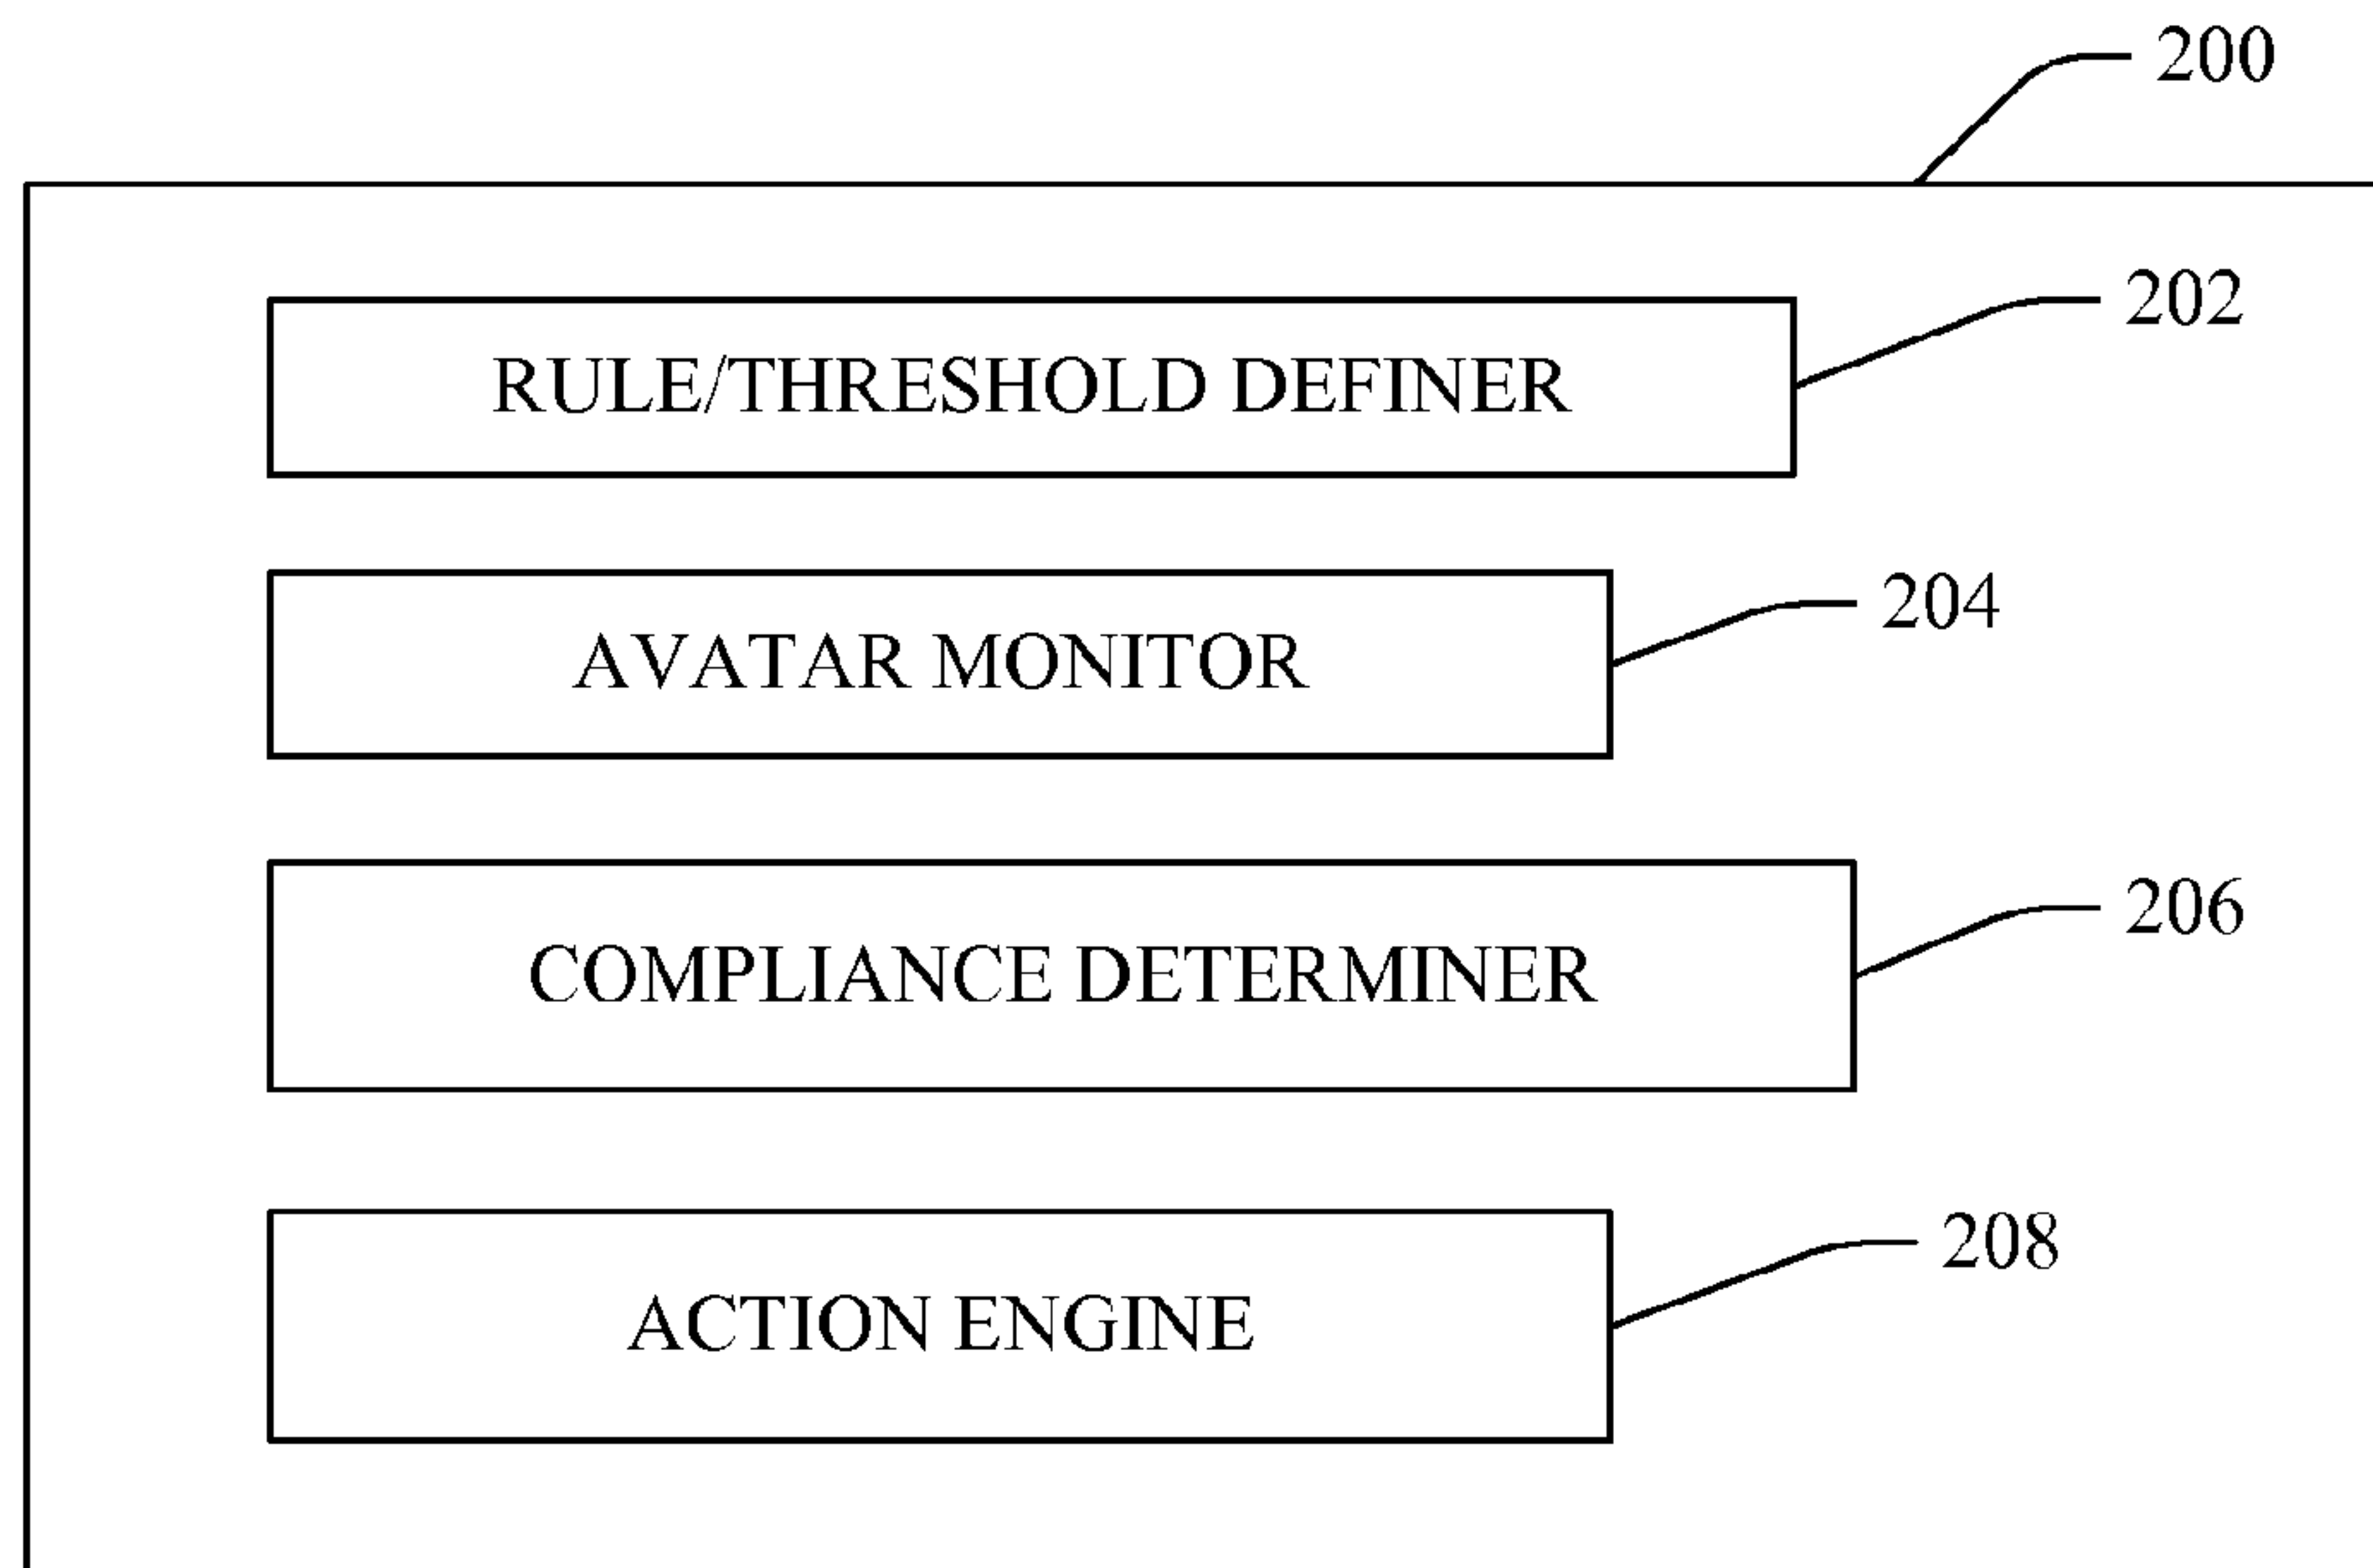 200
202
RULE/THRESHOLD DEFINER
204
AVATAR MONITOR
206
COMPLIANCE DETERMINER
208
ACTION ENGINE